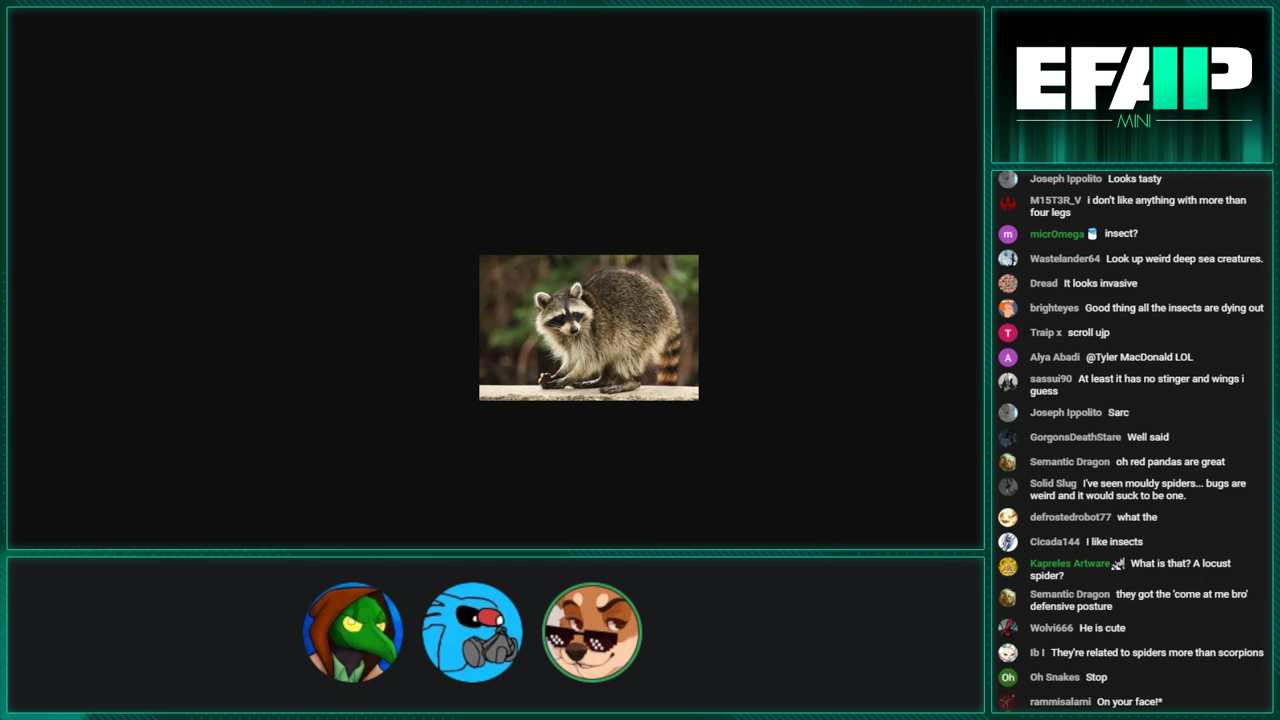 EFAP
MINI
Joseph Ippolito Looks tasty
M15T3R_V i don't like anything with more than
four legs
micrOmega insect?
Wastelander64 Look up weird deep sea creatures.
Dread It looks invasive
brighteyes Good thing all the insects are dying out
T
Traip x scroll ujp
A
Alya Abadi @Tyler MacDonald LOL
sassui90 At least it has no stinger and wings i
guess
Joseph Ippolito Sarc
GorgonsDeathStare Well said
Semantic Dragon oh red pandas are great
Solid Slug I've seen mouldy spiders... bugs are
weird and it would suck to be one.
defrostedrobot77 what the
Cicada144 I like insects
Kapreles Artware What is that? A locust
spider?
Semantic Dragon they got the 'come at me bro'
defensive posture
Wolvi666 He is cute
Ib I They're related to spiders more than scorpions
Oh
Oh Snakes Stop
rammisalami On your face!*